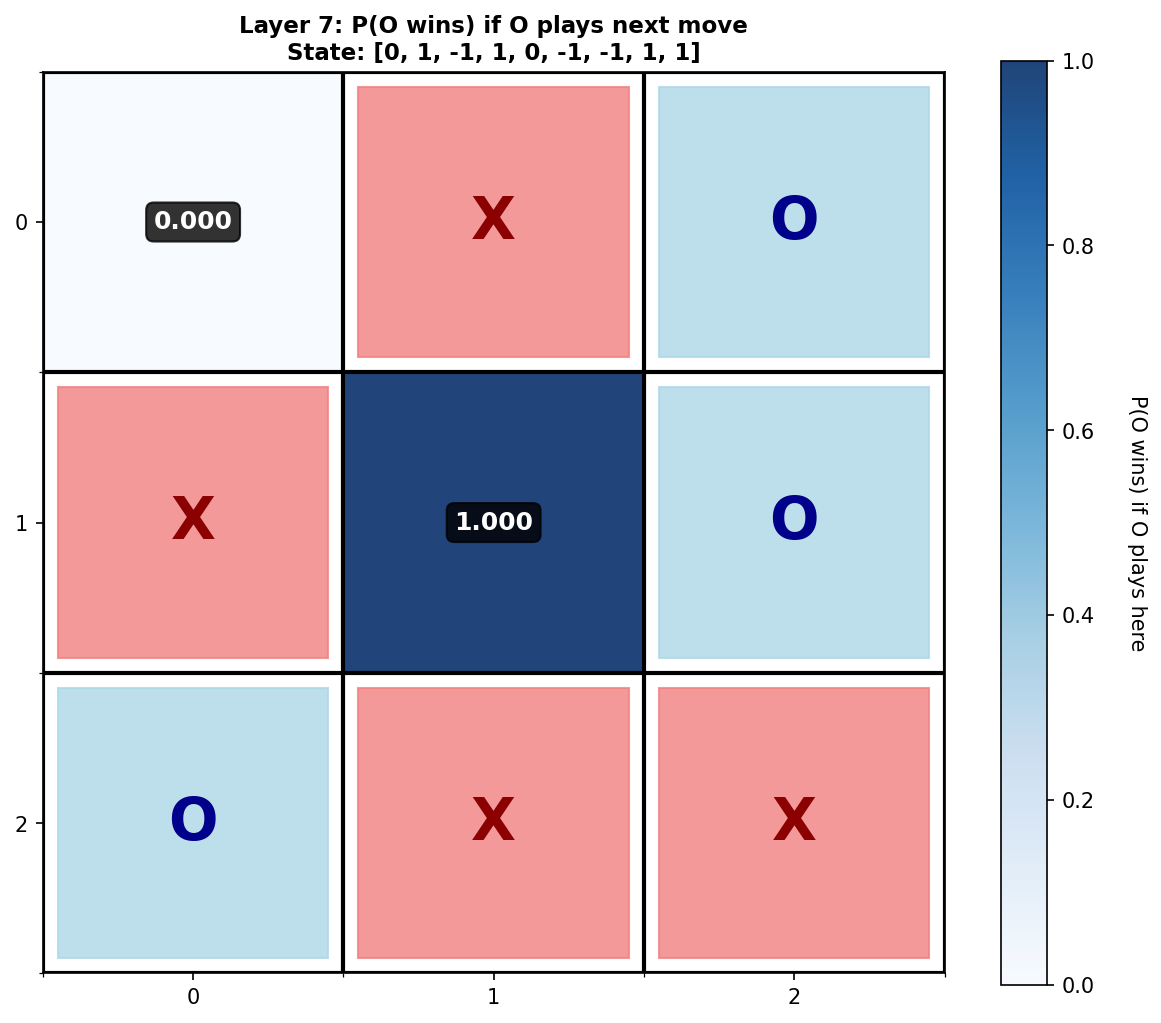 Layer 7: P(O wins) if O plays next move
State: [0, 1, -1, 1, 0, -1, -1, 1, 1]
0.000
X
O
X
1.000
O
O
X
X
0
1
2
0
1
2
1.0
0.8
0.6
0.4
0.2
0.0
P(O wins) if O plays here